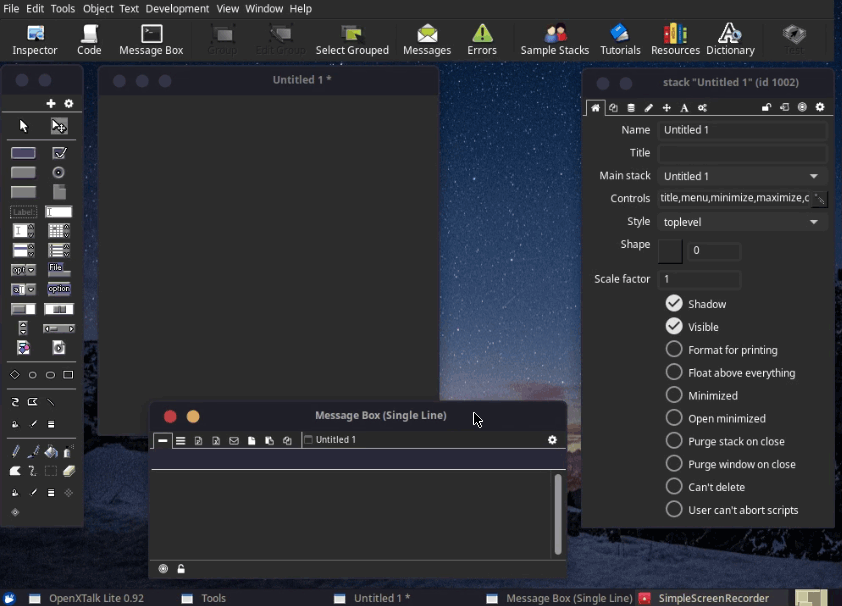 File Edit Tools Object Text Development View Window Help
Inspector Code Message Box Group Edit Group Select Grouped Messages Errors Sample Stacks Tutorials Resources Dictionary Test
Untitled 1 *
stack "Untitled 1" (id 1002)
Name Untitled 1
Title
Main stack Untitled 1
Controls title,menu,minimize,maximize,c
Style toplevel
Shape 0
Scale factor 1
Shadow
Visible
Format for printing
Float above everything
Minimized
Open minimized
Purge stack on close
Purge window on close
Can't delete
User can't abort scripts
Label:
File
option
Message Box (Single Line)
Untitled 1
OpenXTalk Lite 0.92 Tools Untitled 1 * Message Box (Single Line) SimpleScreenRecorder